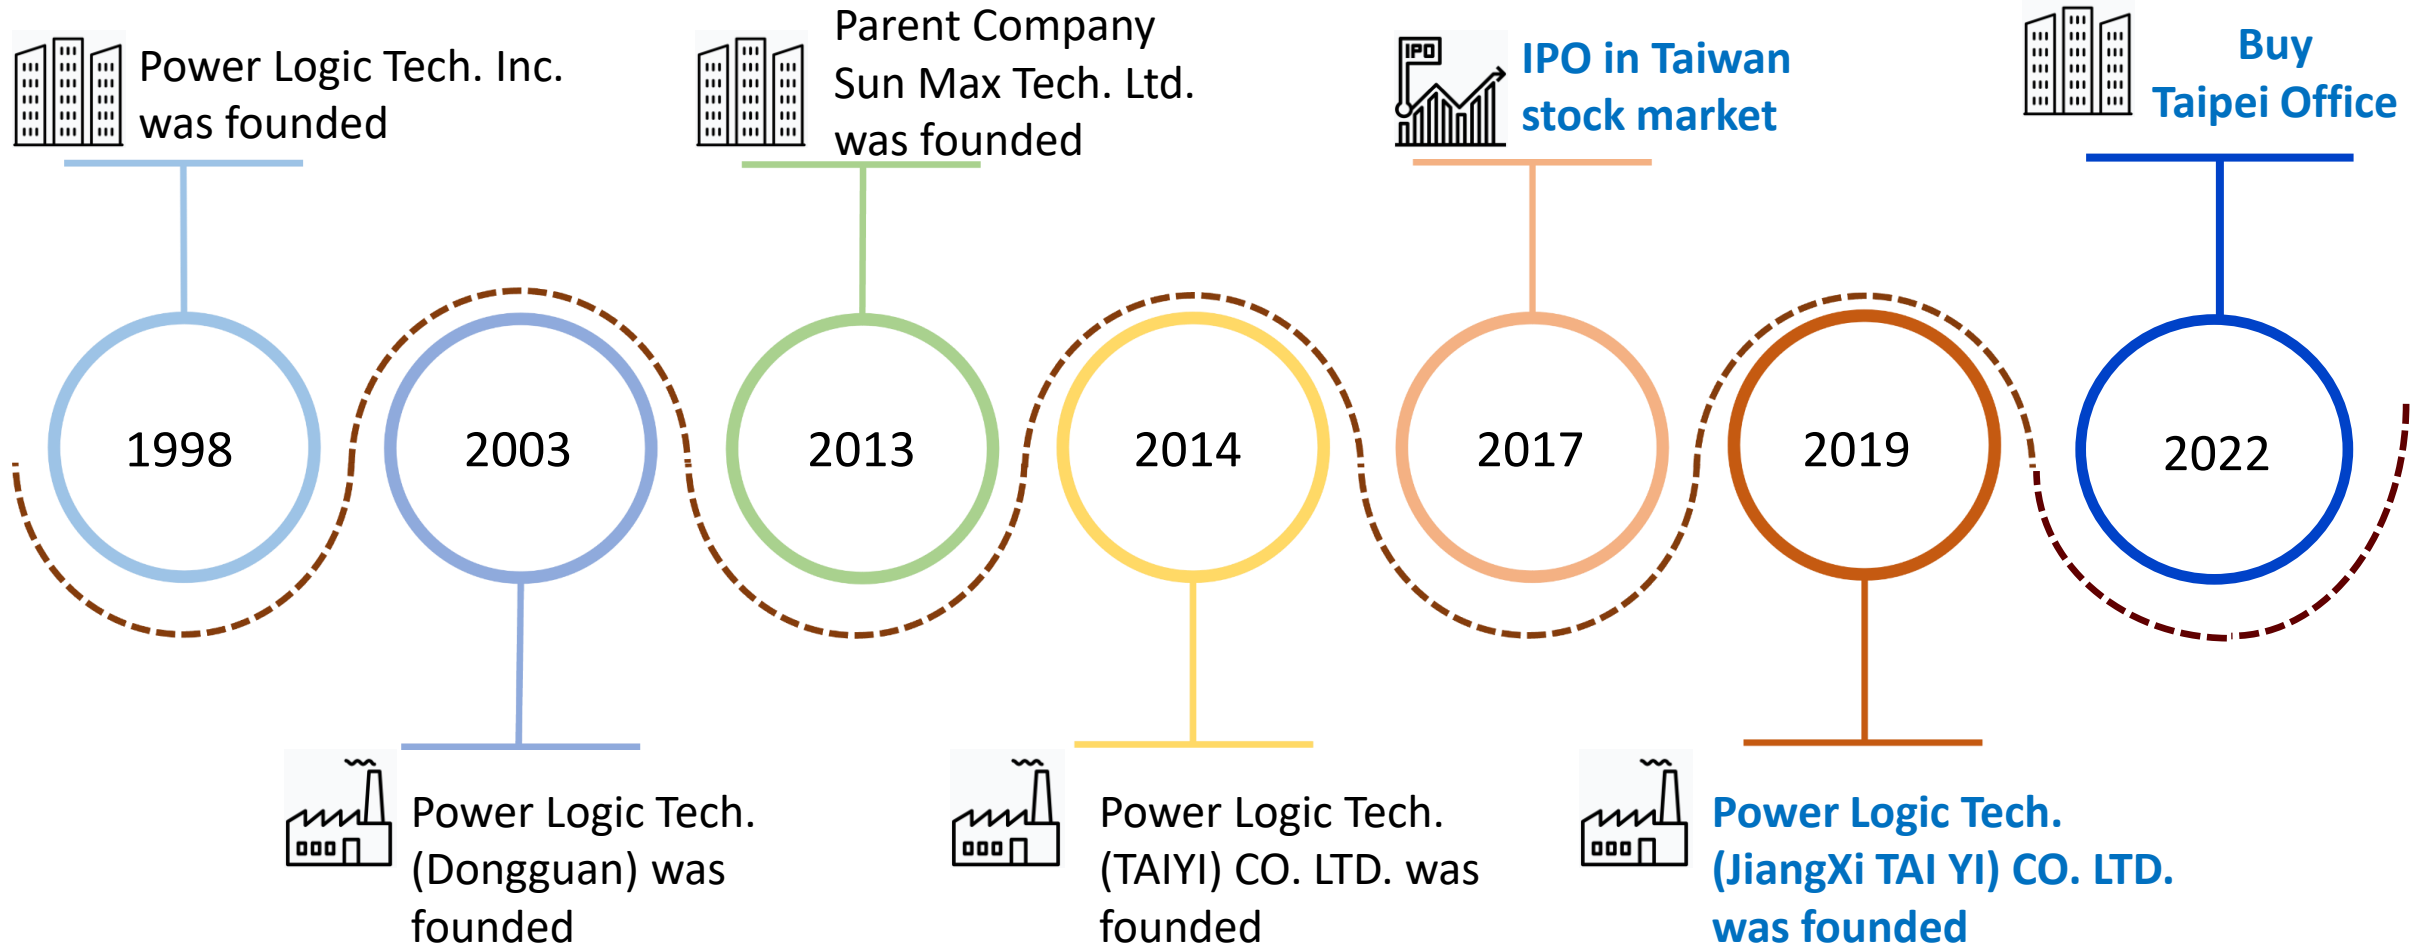 Power Logic Tech. Inc.
was founded
Parent Company
Sun Max Tech. Ltd.
was founded
IPO
IPO in Taiwan
stock market
Buy
Taipei Office
1998
2003
2013
2014
2017
2019
2022
Power Logic Tech.
(Dongguan) was
founded
Power Logic Tech.
(TAIYI) CO. LTD. was
founded
Power Logic Tech.
(JiangXi TAI YI) CO. LTD.
was founded